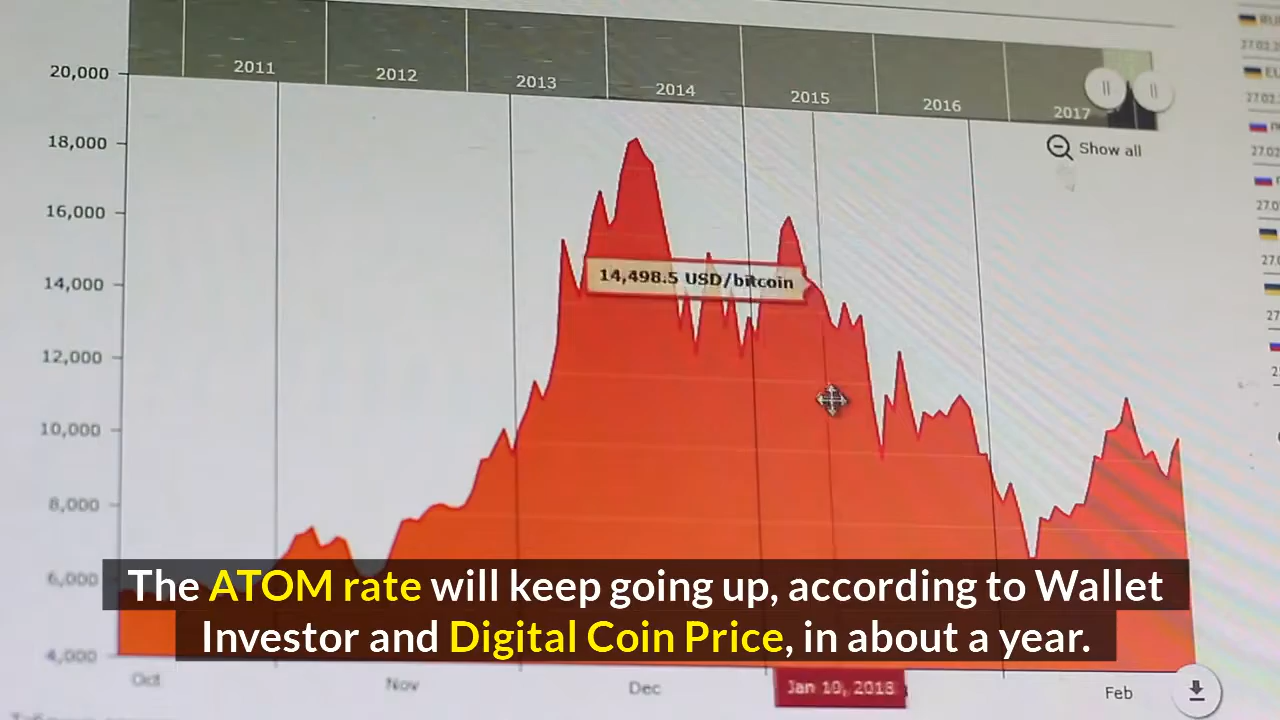 2011
2012
2013
2014
2015
2016
2017
Show all
20,000
18,000
16,000
14,000
12,000
10,000
8,000
6,000
4,000
14,498.5 USD/bitcoin
The ATOM rate will keep going up, according to Wallet
Investor and Digital Coin Price, in about a year.
Oct
Nov
Dec
Jan 10, 2018
Feb